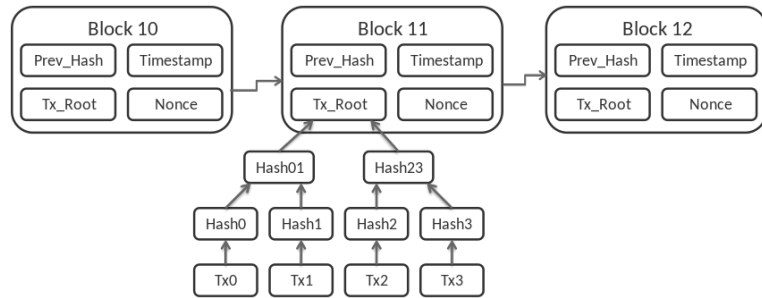 Block 10
Block 11
Block 12
Prev_Hash Timestamp
Prev_Hash Timestamp
Prev_Hash Timestamp
Tx_Root Nonce
Tx_Root Nonce
Tx_Root Nonce
Hash01
Hash23
Hash0
Hash1
Hash2
Hash3
Tx0
Tx1
Tx2
Tx3